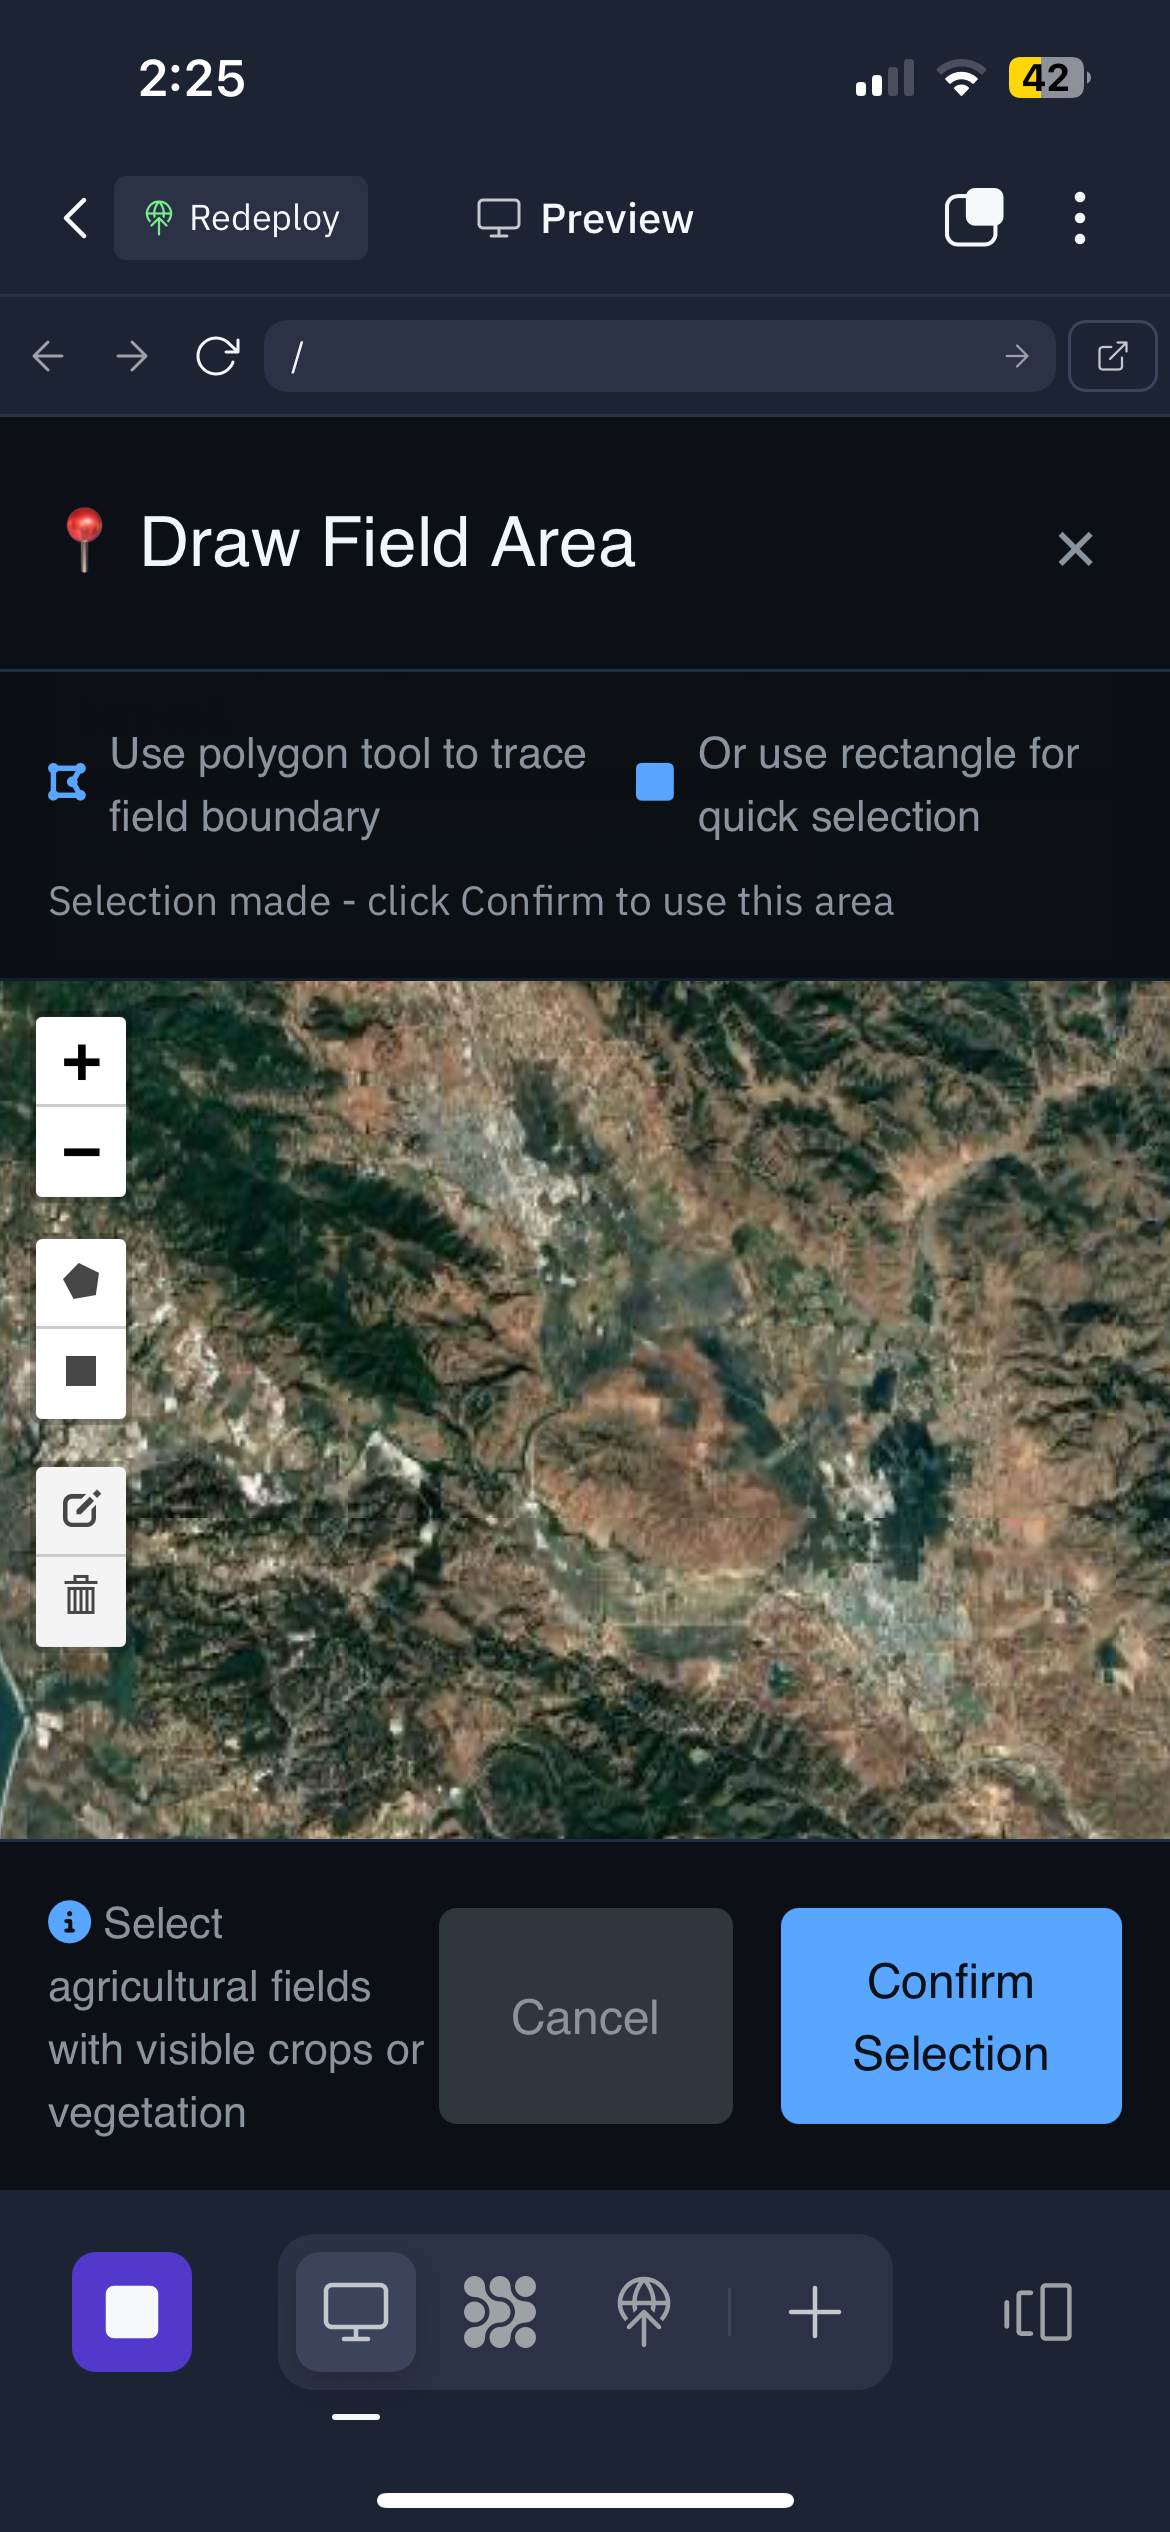 2:25
42
Redeploy
Preview
/
Draw Field Area
Use polygon tool to trace
field boundary
Or use rectangle for
quick selection
Selection made - click Confirm to use this area
Select
agricultural fields
with visible crops or
vegetation
Cancel
Confirm
Selection